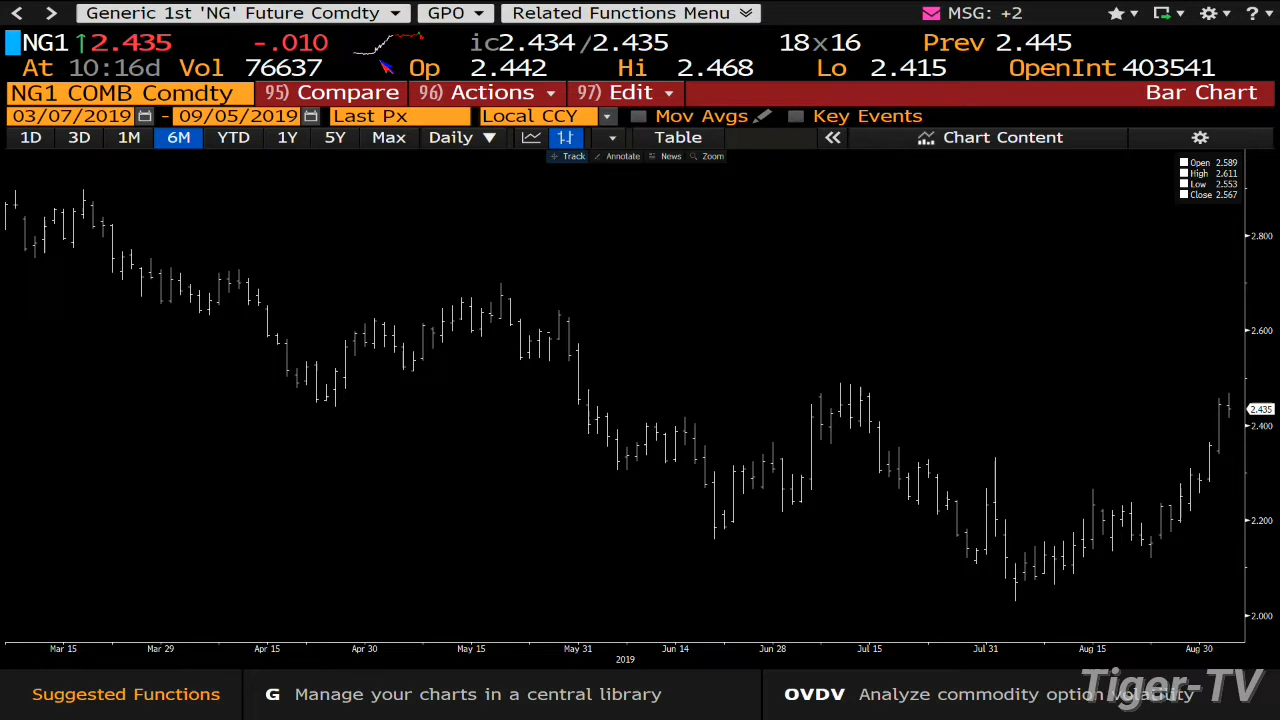 Generic 1st 'NG' Future Comdty GPO Related Functions Menu MSG: +2 ?
NG1 ↑2.435 -.010 ic2.434/2.435 18x16 Prev 2.445
At 10:16d Vol 76637 Op 2.442 Hi 2.468 Lo 2.415 OpenInt 403541
NG1 COMB Comdty 95) Compare 96) Actions 97) Edit Bar Chart
03/07/2019 - 09/05/2019 Last Px Local CCY Mov Avgs Key Events
1D 3D 1M 6M YTD 1Y 5Y Max Daily ▼ Table « Chart Content
Track Annotate News Zoom
Open 2.589
High 2.611
Low 2.553
Close 2.567
2.800
2.600
2.435
2.400
2.200
2.000
Mar 15 Mar 29 Apr 15 Apr 30 May 15 May 31 Jun 14 Jun 28 Jul 15 Jul 31 Aug 15 Aug 30
2019
Suggested Functions G Manage your charts in a central library OVDV Analyze commodity option volatility
Tiger-TV